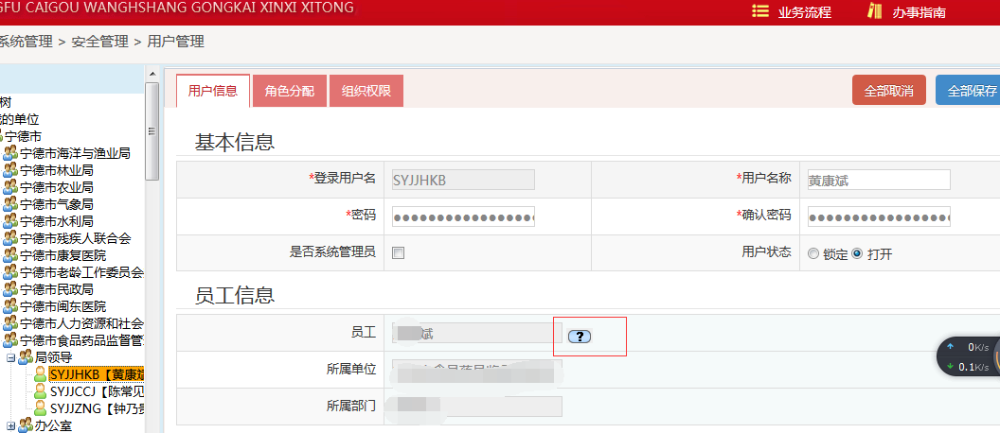 GFU CAIGOU WANGHSHANG GONGKAI XINXI XITONG
业务流程 办事指南
系统管理 > 安全管理 > 用户管理
用户信息 角色分配 组织权限 全部取消 全部保存
树
的单位
宁德市
宁德市海洋与渔业局
宁德市林业局
宁德市农业局
宁德市气象局
宁德市水利局
宁德市残疾人联合会
宁德市康复医院
宁德市老龄工作委员会
宁德市民政局
宁德市闽东医院
宁德市人力资源和社会
宁德市食品药品监督管
局领导
SYJJHKB【黄康斌
SYJJCCJ【陈常见
SYJJZNG【钟乃贵
办公室
基本信息
*登录用户名 SYJJHKB *用户名称 黄康斌
*密码 *确认密码
是否系统管理员 用户状态 锁定 打开
员工信息
员工 斌 ?
所属单位
所属部门
0K/s
0.1K/s